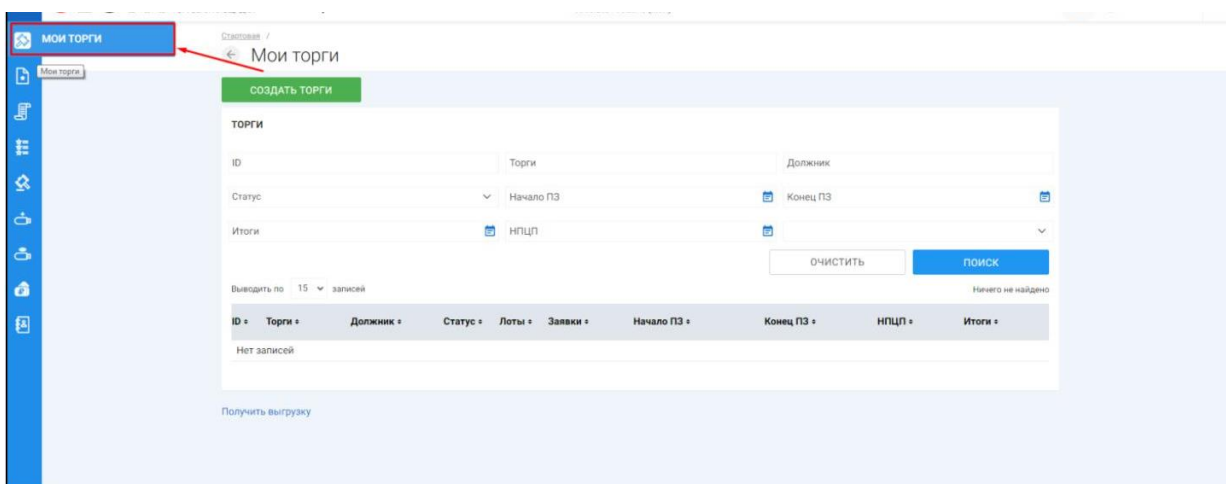 МОИ ТОРГИ
Мои торги
Стартовая /
Мои торги
СОЗДАТЬ ТОРГИ
ТОРГИ
ID Торги Должник
Статус Начало ПЗ Конец ПЗ
Итоги НПЦП
ОЧИСТИТЬ ПОИСК
Выводить по 15 записей Ничего не найдено
ID Торги Должник Статус Лоты Заявки Начало ПЗ Конец ПЗ НПЦП Итоги
Нет записей
Получить выгрузку